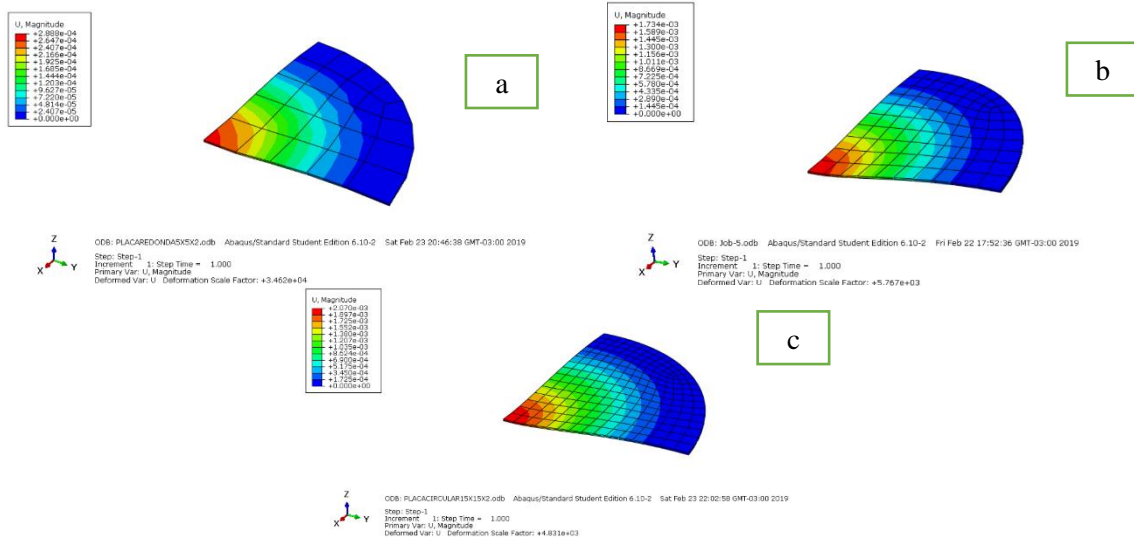 U, Magnitude
+2.888e-04
+2.647e-04
+2.407e-04
+2.166e-04
+1.925e-04
+1.685e-04
+1.444e-04
+1.203e-04
+9.627e-05
+7.220e-05
+4.814e-05
+2.407e-05
+0.000e+00
a
Z
X
Y
ODB: PLACAREDONDA5X5X2.odb Abaqus/Standard Student Edition 6.10-2 Sat Feb 23 20:46:38 GMT-03:00 2019
Step: Step-1
Increment 1: Step Time = 1.000
Primary Var: U, Magnitude
Deformed Var: U Deformation Scale Factor: +3.462e+04
U, Magnitude
+1.734e-03
+1.589e-03
+1.445e-03
+1.300e-03
+1.156e-03
+1.011e-03
+8.669e-04
+7.225e-04
+5.780e-04
+4.335e-04
+2.890e-04
+1.445e-04
+0.000e+00
b
Z
X
Y
ODB: Job-5.odb Abaqus/Standard Student Edition 6.10-2 Fri Feb 22 17:52:36 GMT-03:00 2019
Step: Step-1
Increment 1: Step Time = 1.000
Primary Var: U, Magnitude
Deformed Var: U Deformation Scale Factor: +5.767e+03
U, Magnitude
+2.070e-03
+1.897e-03
+1.725e-03
+1.552e-03
+1.380e-03
+1.207e-03
+1.035e-03
+8.624e-04
+6.900e-04
+5.175e-04
+3.450e-04
+1.725e-04
+0.000e+00
c
Z
X
Y
ODB: PLACACIRCULAR15X15X2.odb Abaqus/Standard Student Edition 6.10-2 Sat Feb 23 22:02:58 GMT-03:00 2019
Step: Step-1
Increment 1: Step Time = 1.000
Primary Var: U, Magnitude
Deformed Var: U Deformation Scale Factor: +4.831e+03